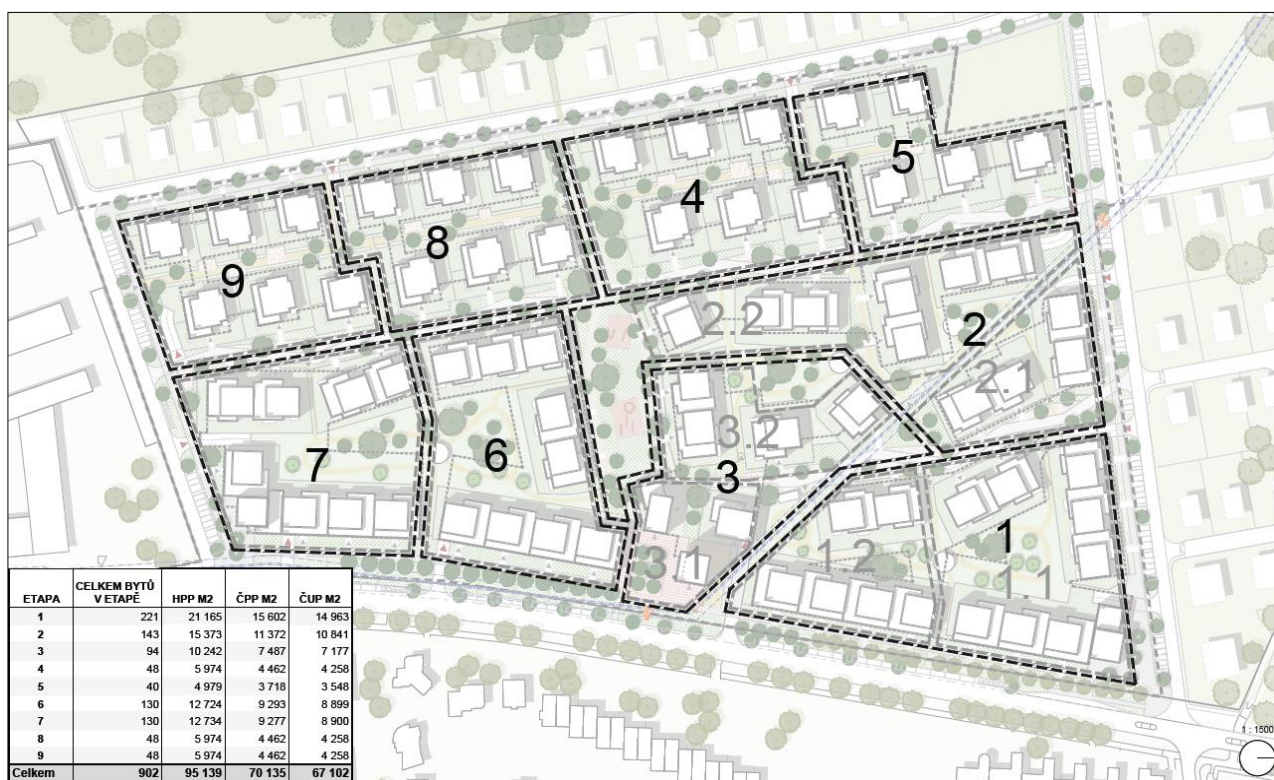 5
4
8
9
2.2
2
2.1
3.2
3
6
7
1
1.2
1.1
3.1
ETAPA CELKEM BYTŮ V ETAPĚ HPP M2 ČPP M2 ČUP M2
1 221 21 165 15 602 14 963
2 143 15 373 11 372 10 841
3 94 10 242 7 487 7 177
4 48 5 974 4 462 4 258
5 40 4 979 3 718 3 548
6 130 12 724 9 293 8 899
7 130 12 734 9 277 8 900
8 48 5 974 4 462 4 258
9 48 5 974 4 462 4 258
Celkem 902 95 139 70 135 67 102
1 : 1500